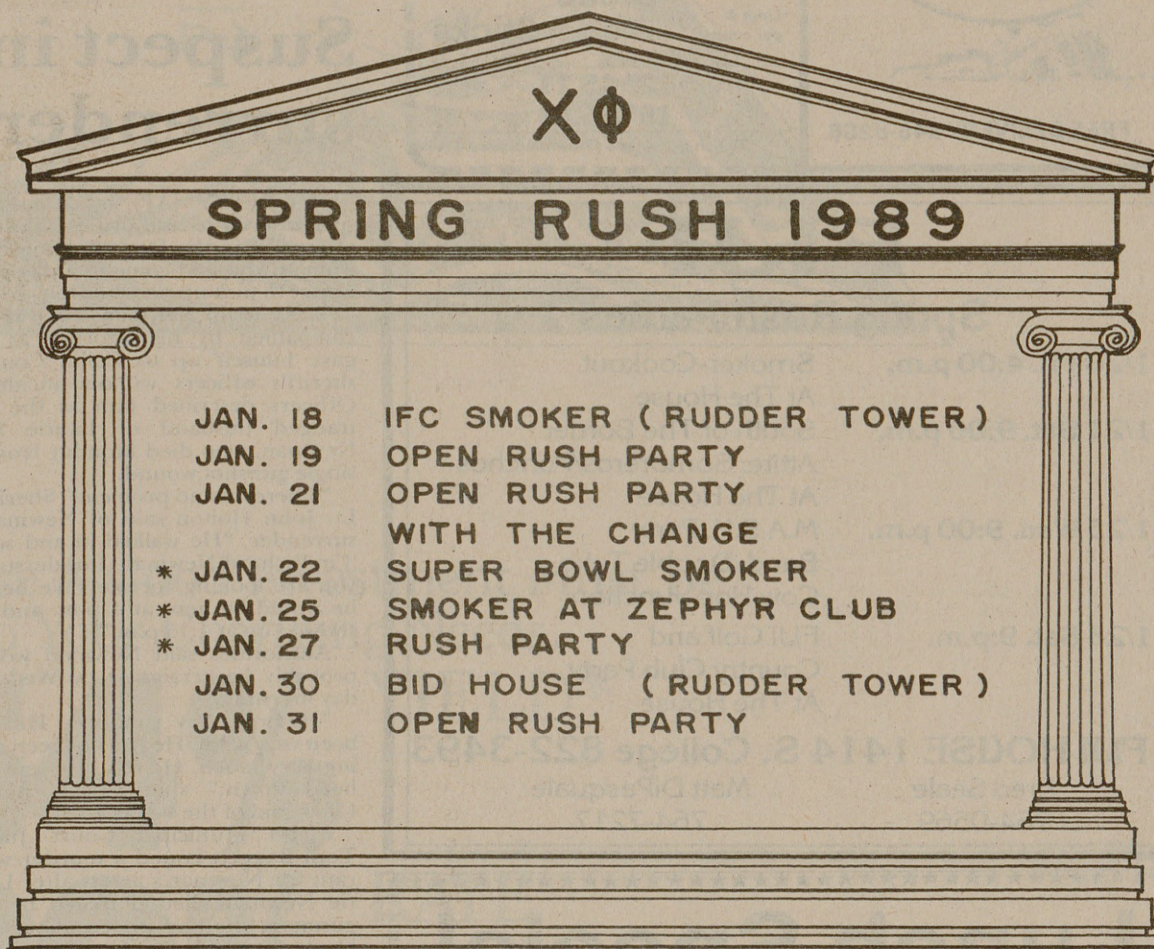 ΧΦ
SPRING RUSH 1989
JAN. 18 IFC SMOKER ( RUDDER TOWER )
JAN. 19 OPEN RUSH PARTY
JAN. 21 OPEN RUSH PARTY
WITH THE CHANGE
* JAN. 22 SUPER BOWL SMOKER
* JAN. 25 SMOKER AT ZEPHYR CLUB
* JAN. 27 RUSH PARTY
JAN. 30 BID HOUSE ( RUDDER TOWER )
JAN. 31 OPEN RUSH PARTY